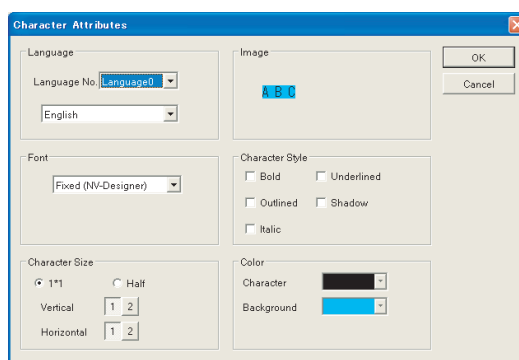 Character Attributes
Language
Language No. Language0
English
Image
A B C
OK
Cancel
Font
Fixed (NV-Designer)
Character Style
Bold Underlined
Outlined Shadow
Italic
Character Size
1*1 Half
Vertical 1 2
Horizontal 1 2
Color
Character
Background